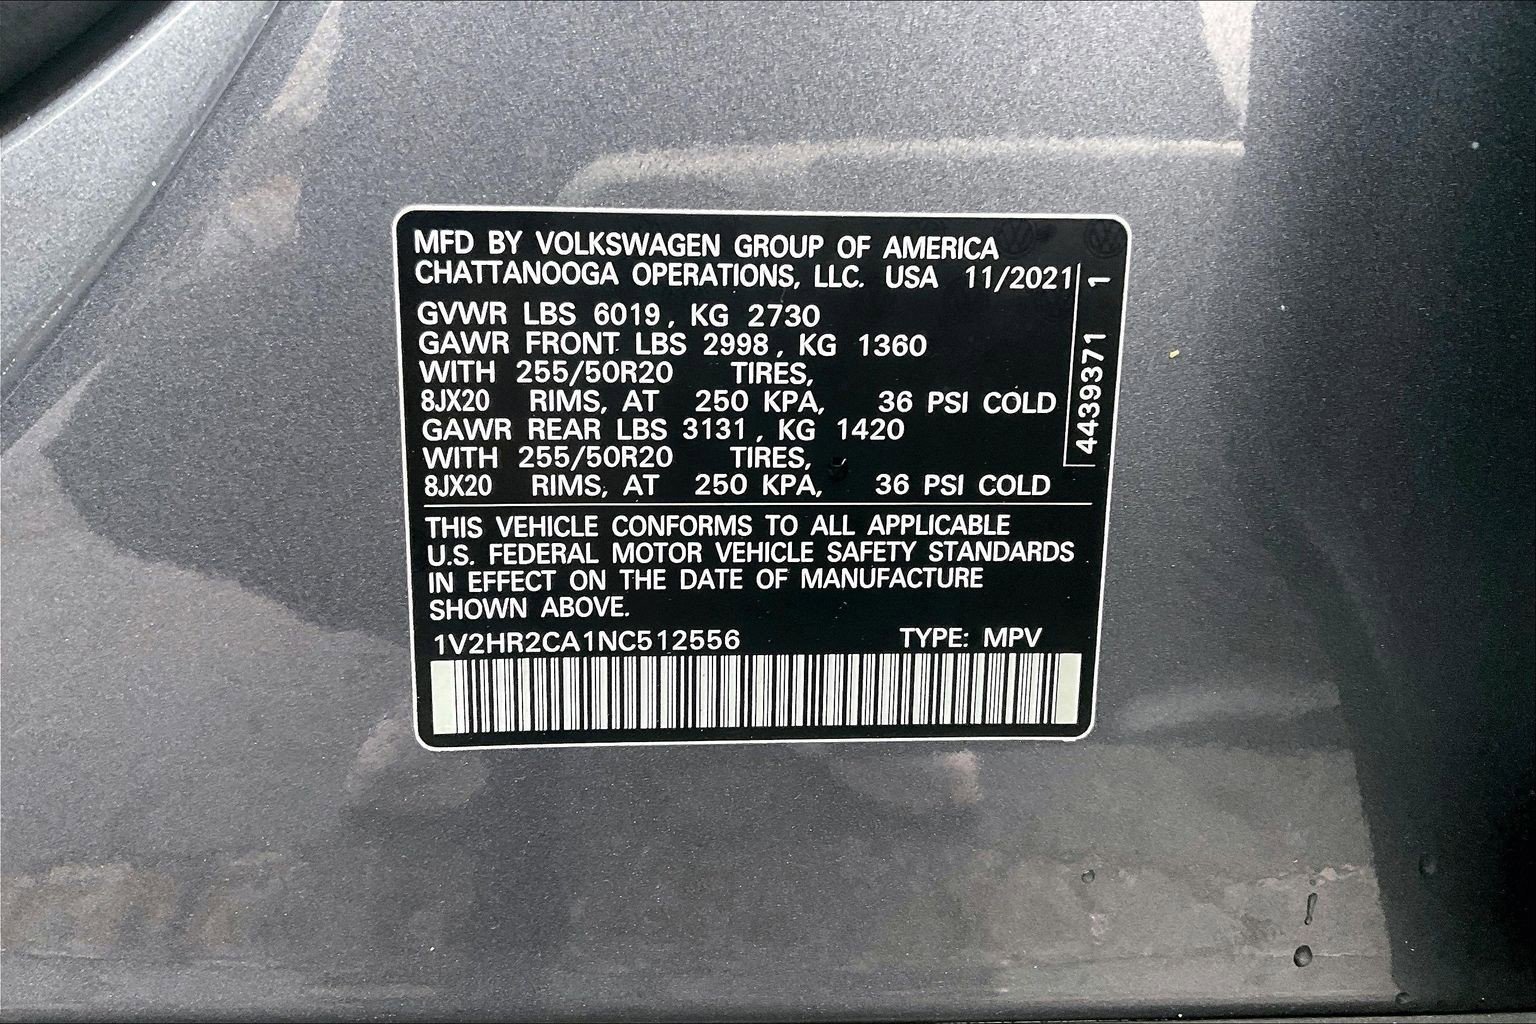 MFD BY VOLKSWAGEN GROUP OF AMERICA
CHATTANOOGA OPERATIONS, LLC. USA 11/2021
GVWR LBS 6019, KG 2730
GAWR FRONT LBS 2998, KG 1360
WITH 255/50R20 TIRES,
8JX20 RIMS, AT 250 KPA, 36 PSI COLD
GAWR REAR LBS 3131, KG 1420
WITH 255/50R20 TIRES,
8JX20 RIMS, AT 250 KPA, 36 PSI COLD
4439371 1
THIS VEHICLE CONFORMS TO ALL APPLICABLE
U.S. FEDERAL MOTOR VEHICLE SAFETY STANDARDS
IN EFFECT ON THE DATE OF MANUFACTURE
SHOWN ABOVE.
1V2HR2CA1NC512556 TYPE: MPV